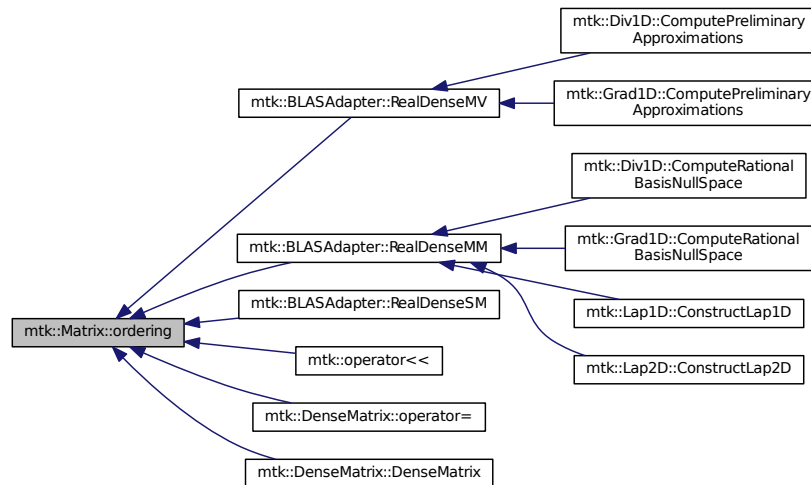 mtk::Div1D::ComputePreliminary
Approximations
mtk::BLASAdapter::RealDenseMV
mtk::Grad1D::ComputePreliminary
Approximations
mtk::Div1D::ComputeRational
BasisNullSpace
mtk::BLASAdapter::RealDenseMM
mtk::Grad1D::ComputeRational
BasisNullSpace
mtk::BLASAdapter::RealDenseSM
mtk::Lap1D::ConstructLap1D
mtk::Matrix::ordering
mtk::operator<<
mtk::Lap2D::ConstructLap2D
mtk::DenseMatrix::operator=
mtk::DenseMatrix::DenseMatrix